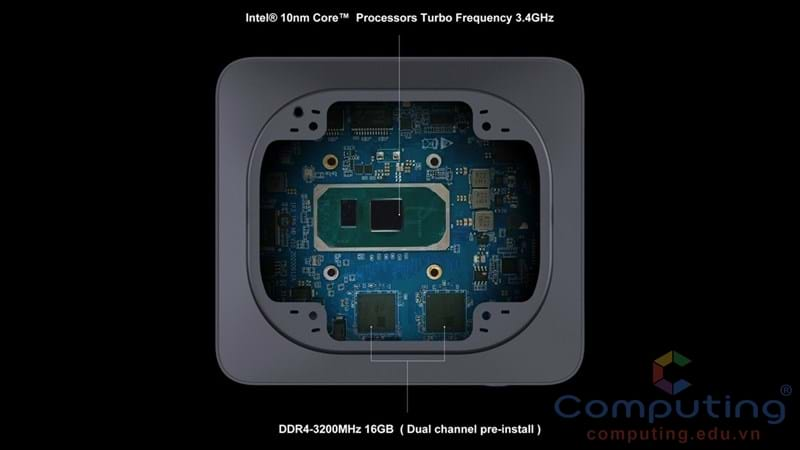 Intel® 10nm Core™ Processors Turbo Frequency 3.4GHz
DDR4-3200MHz 16GB ( Dual channel pre-install )
Computing®
computing.edu.vn